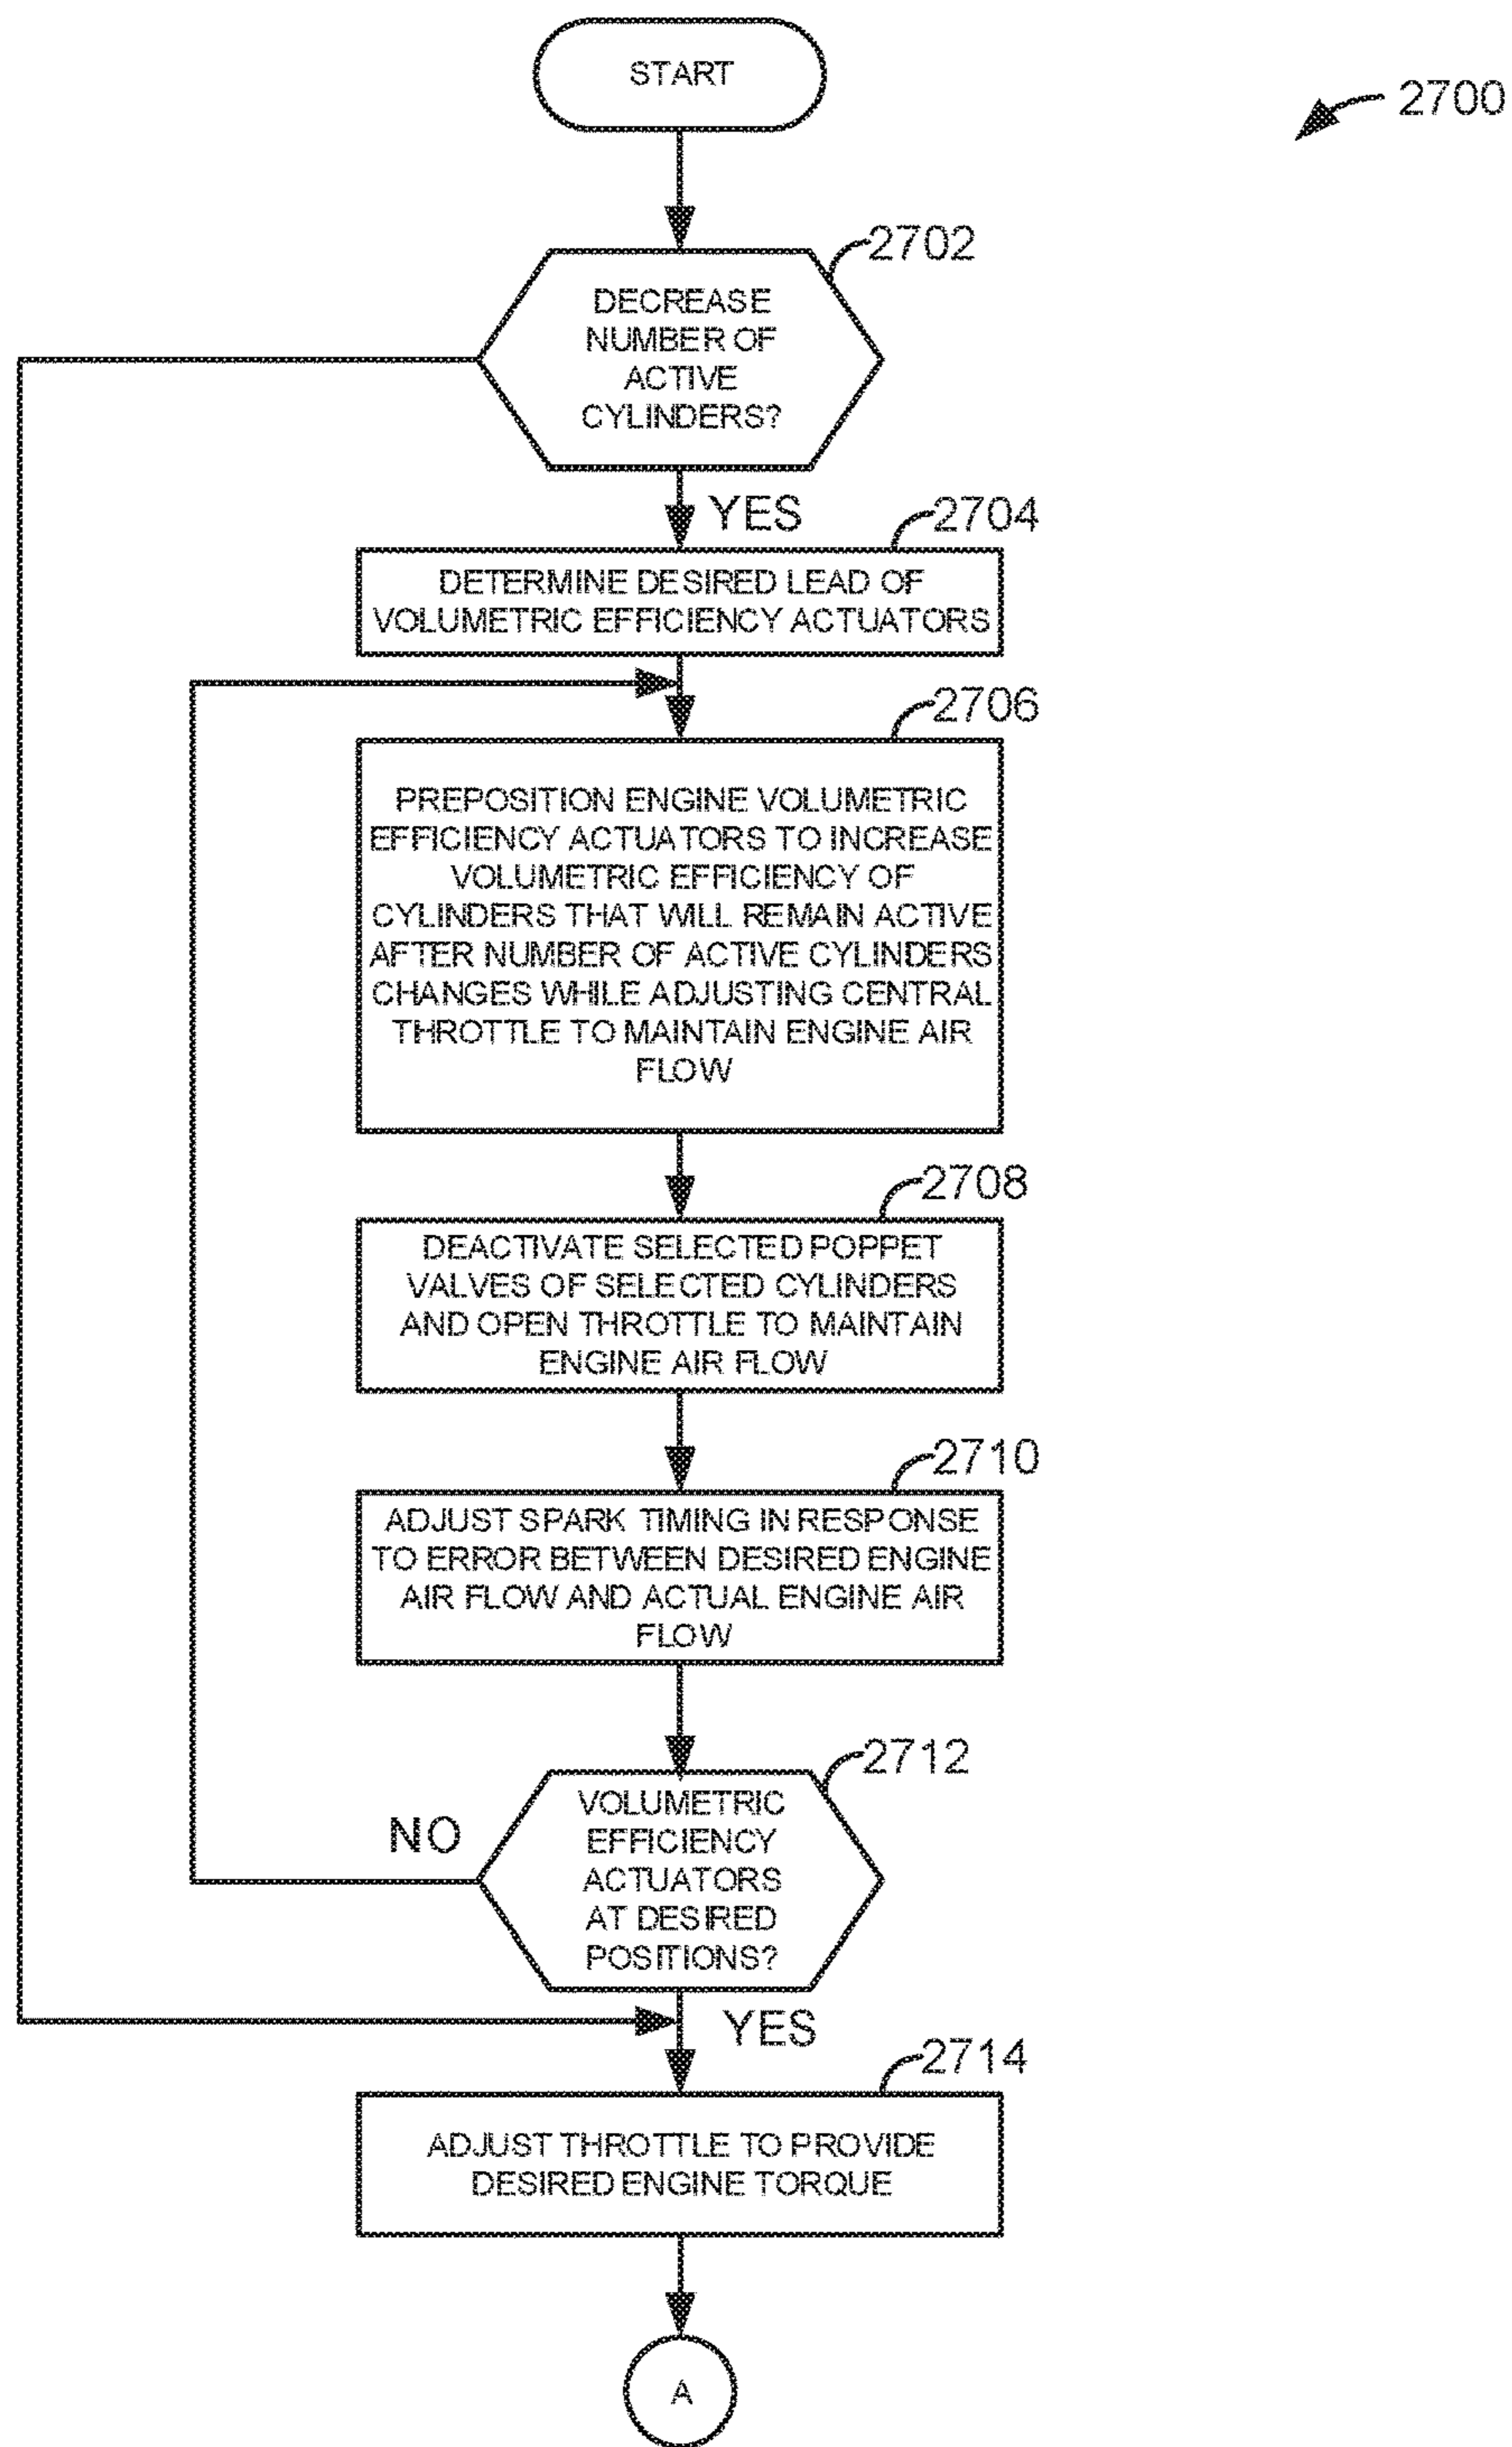 START
2700
2702
DECREASE
NUMBER OF
ACTIVE
CYLINDERS?
YES
2704
DETERMINE DESIRED LEAD OF
VOLUMETRIC EFFICIENCY ACTUATORS
2706
PREPOSITION ENGINE VOLUMETRIC
EFFICIENCY ACTUATORS TO INCREASE
VOLUMETRIC EFFICIENCY OF
CYLINDERS THAT WILL REMAIN ACTIVE
AFTER NUMBER OF ACTIVE CYLINDERS
CHANGES WHILE ADJUSTING CENTRAL
THROTTLE TO MAINTAIN ENGINE AIR
FLOW
2708
DEACTIVATE SELECTED POPPET
VALVES OF SELECTED CYLINDERS
AND OPEN THROTTLE TO MAINTAIN
ENGINE AIR FLOW
2710
ADJUST SPARK TIMING IN RESPONSE
TO ERROR BETWEEN DESIRED ENGINE
AIR FLOW AND ACTUAL ENGINE AIR
FLOW
2712
VOLUMETRIC
EFFICIENCY
ACTUATORS
AT DESIRED
POSITIONS?
NO
YES
2714
ADJUST THROTTLE TO PROVIDE
DESIRED ENGINE TORQUE
A